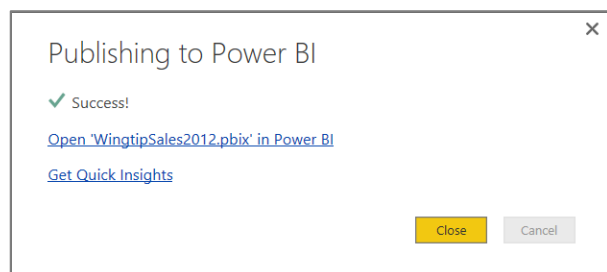 Publishing to Power BI
Success!
Open 'WingtipSales2012.pbix' in Power BI
Get Quick Insights
Close Cancel